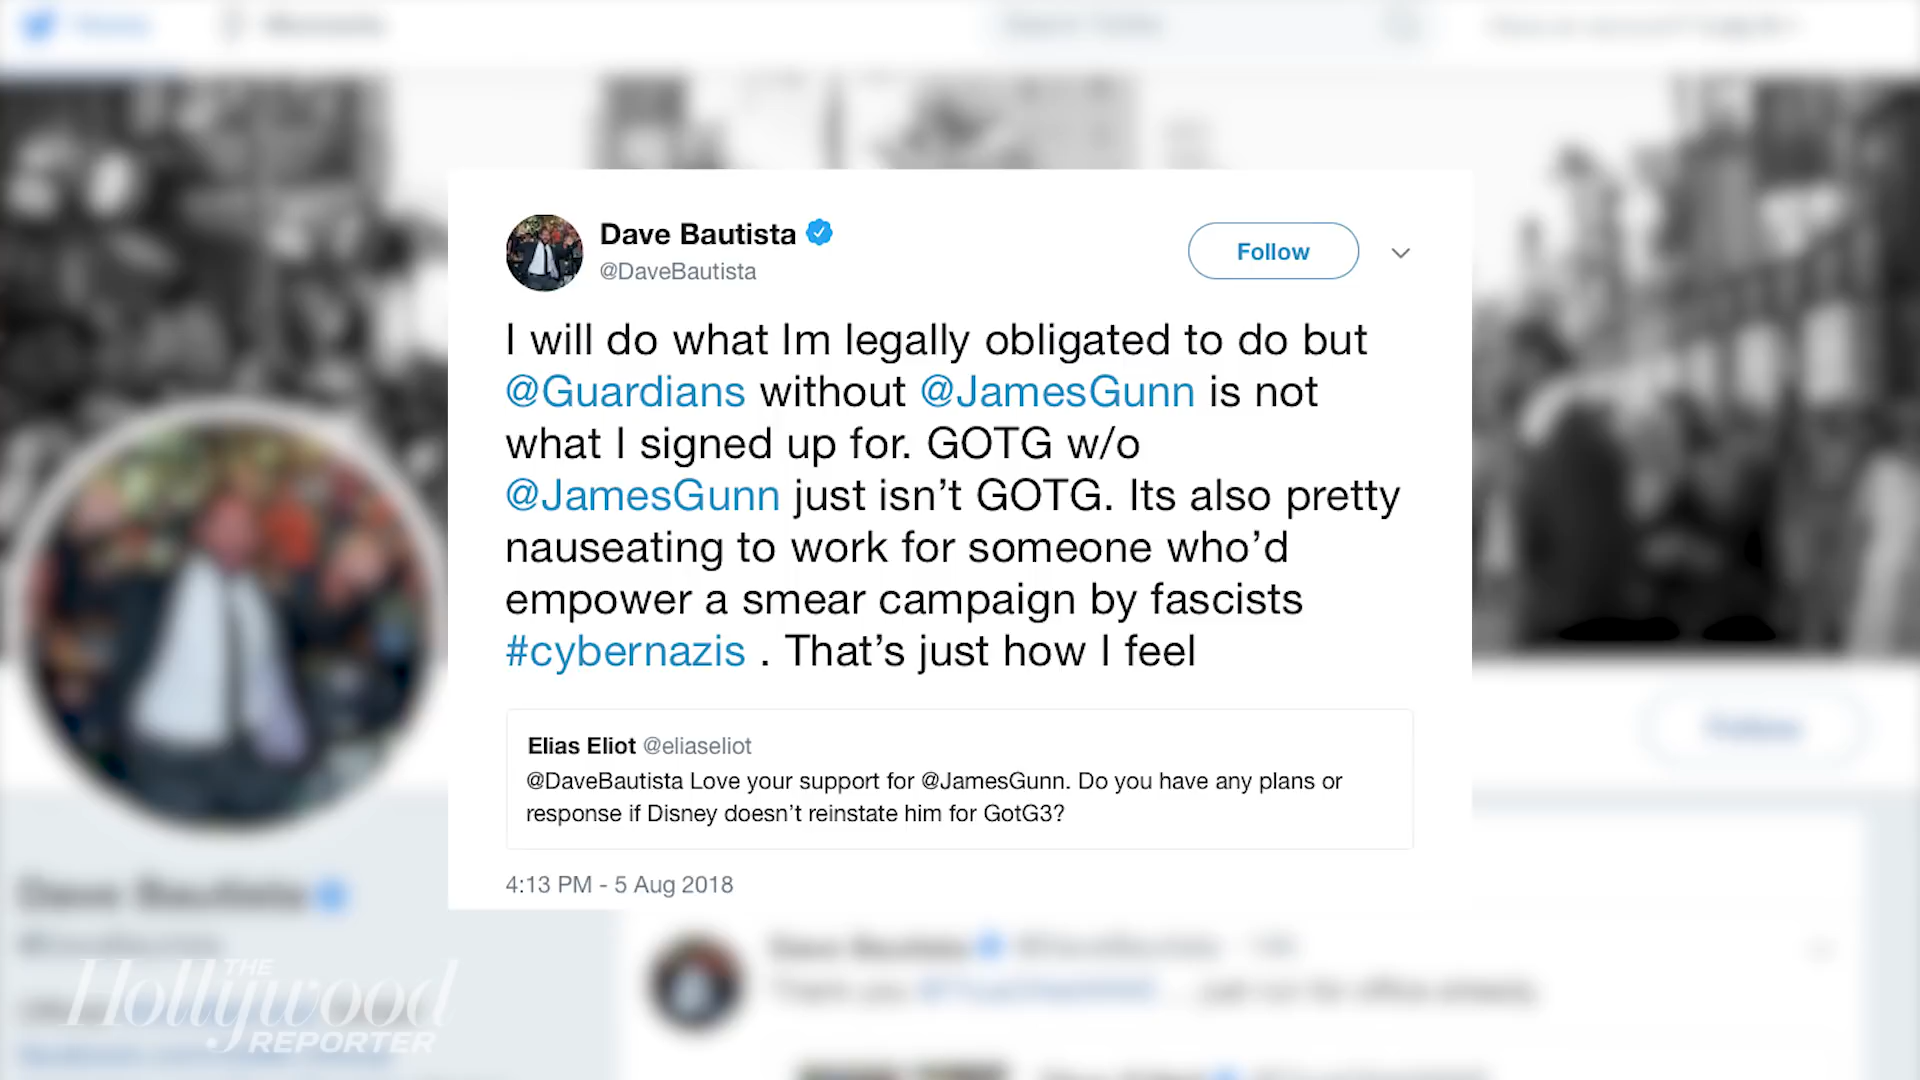 Dave Bautista
@DaveBautista
Follow
I will do what Im legally obligated to do but
@Guardians without @JamesGunn is not
what I signed up for. GOTG w/o
@JamesGunn just isn’t GOTG. Its also pretty
nauseating to work for someone who’d
empower a smear campaign by fascists
#cybernazis . That’s just how I feel
Elias Eliot @eliaseliot
@DaveBautista Love your support for @JamesGunn. Do you have any plans or
response if Disney doesn’t reinstate him for GotG3?
4:13 PM - 5 Aug 2018
Follow
Dave Bautista
THE
Hollywood
REPORTER